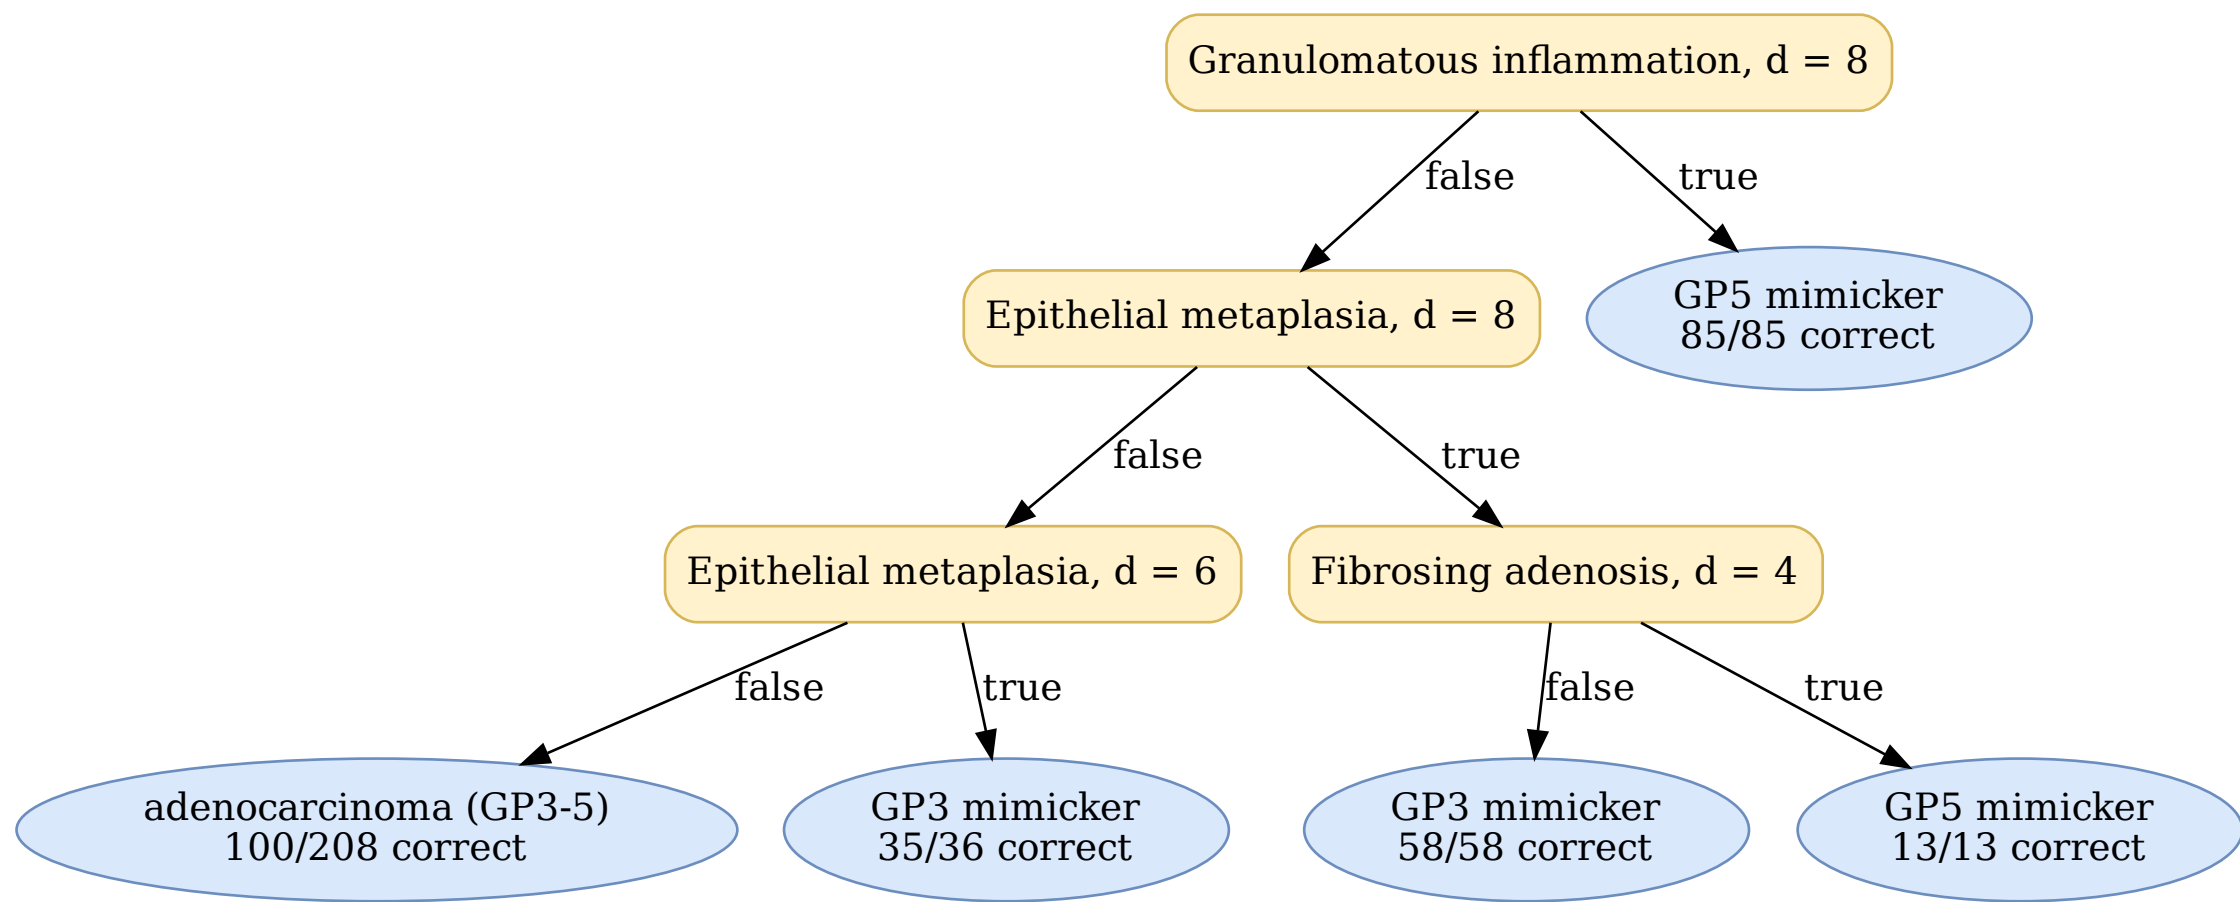 Granulomatous inflammation, d = 8
false
true
Epithelial metaplasia, d = 8
GP5 mimicker
85/85 correct
false
true
Epithelial metaplasia, d = 6
Fibrosing adenosis, d = 4
false
true
false
true
adenocarcinoma (GP3-5)
100/208 correct
GP3 mimicker
35/36 correct
GP3 mimicker
58/58 correct
GP5 mimicker
13/13 correct